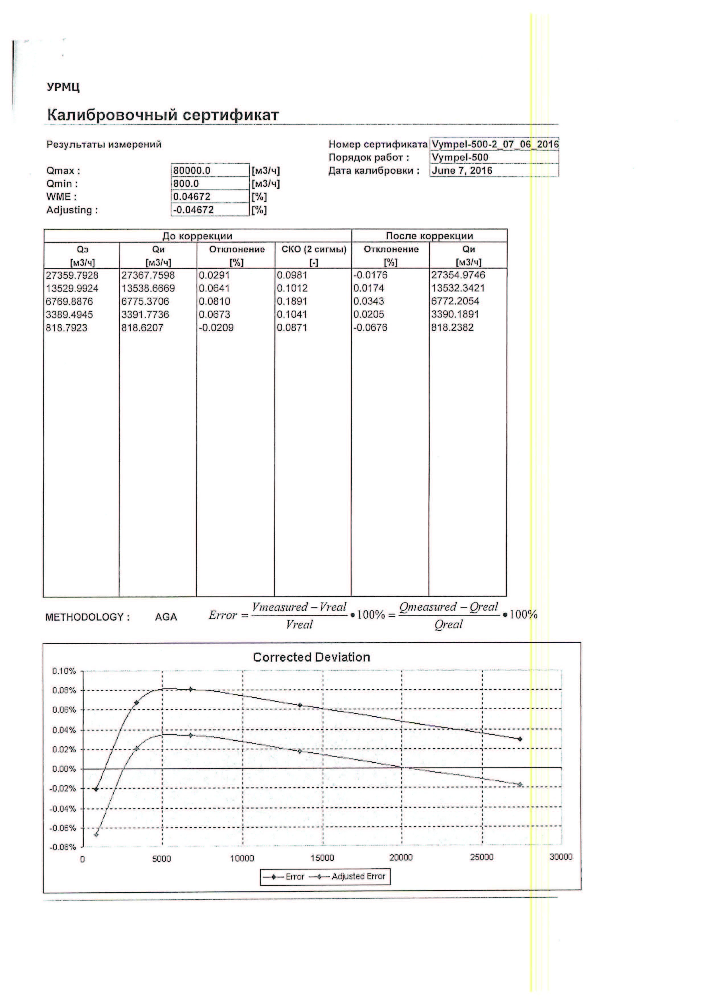 УРМЦ
Калибровочный сертификат
Результаты измерений
Номер сертификата Vympel-500-2_07_06_2016
Порядок работ : Vympel-500
Qmax : 80000.0 [м3/ч] Дата калибровки : June 7, 2016
Qmin : 800.0 [м3/ч]
WME : 0.04672 [%]
Adjusting : -0.04672 [%]
До коррекции После коррекции
Qэ Qи Отклонение СКО (2 сигмы) Отклонение Qи
[м3/ч] [м3/ч] [%] [-] [%] [м3/ч]
27359.7928 27367.7598 0.0291 0.0981 -0.0176 27354.9746
13529.9924 13538.6669 0.0641 0.1012 0.0174 13532.3421
6769.8876 6775.3706 0.0810 0.1891 0.0343 6772.2054
3389.4945 3391.7736 0.0673 0.1041 0.0205 3390.1891
818.7923 818.6207 -0.0209 0.0871 -0.0676 818.2382
METHODOLOGY : AGA Error = Vmeasured – Vreal / Vreal • 100% = Qmeasured – Qreal / Qreal • 100%
Corrected Deviation
0.10%
0.08%
0.06%
0.04%
0.02%
0.00%
-0.02%
-0.04%
-0.06%
-0.08%
0 5000 10000 15000 20000 25000 30000
Error Adjusted Error